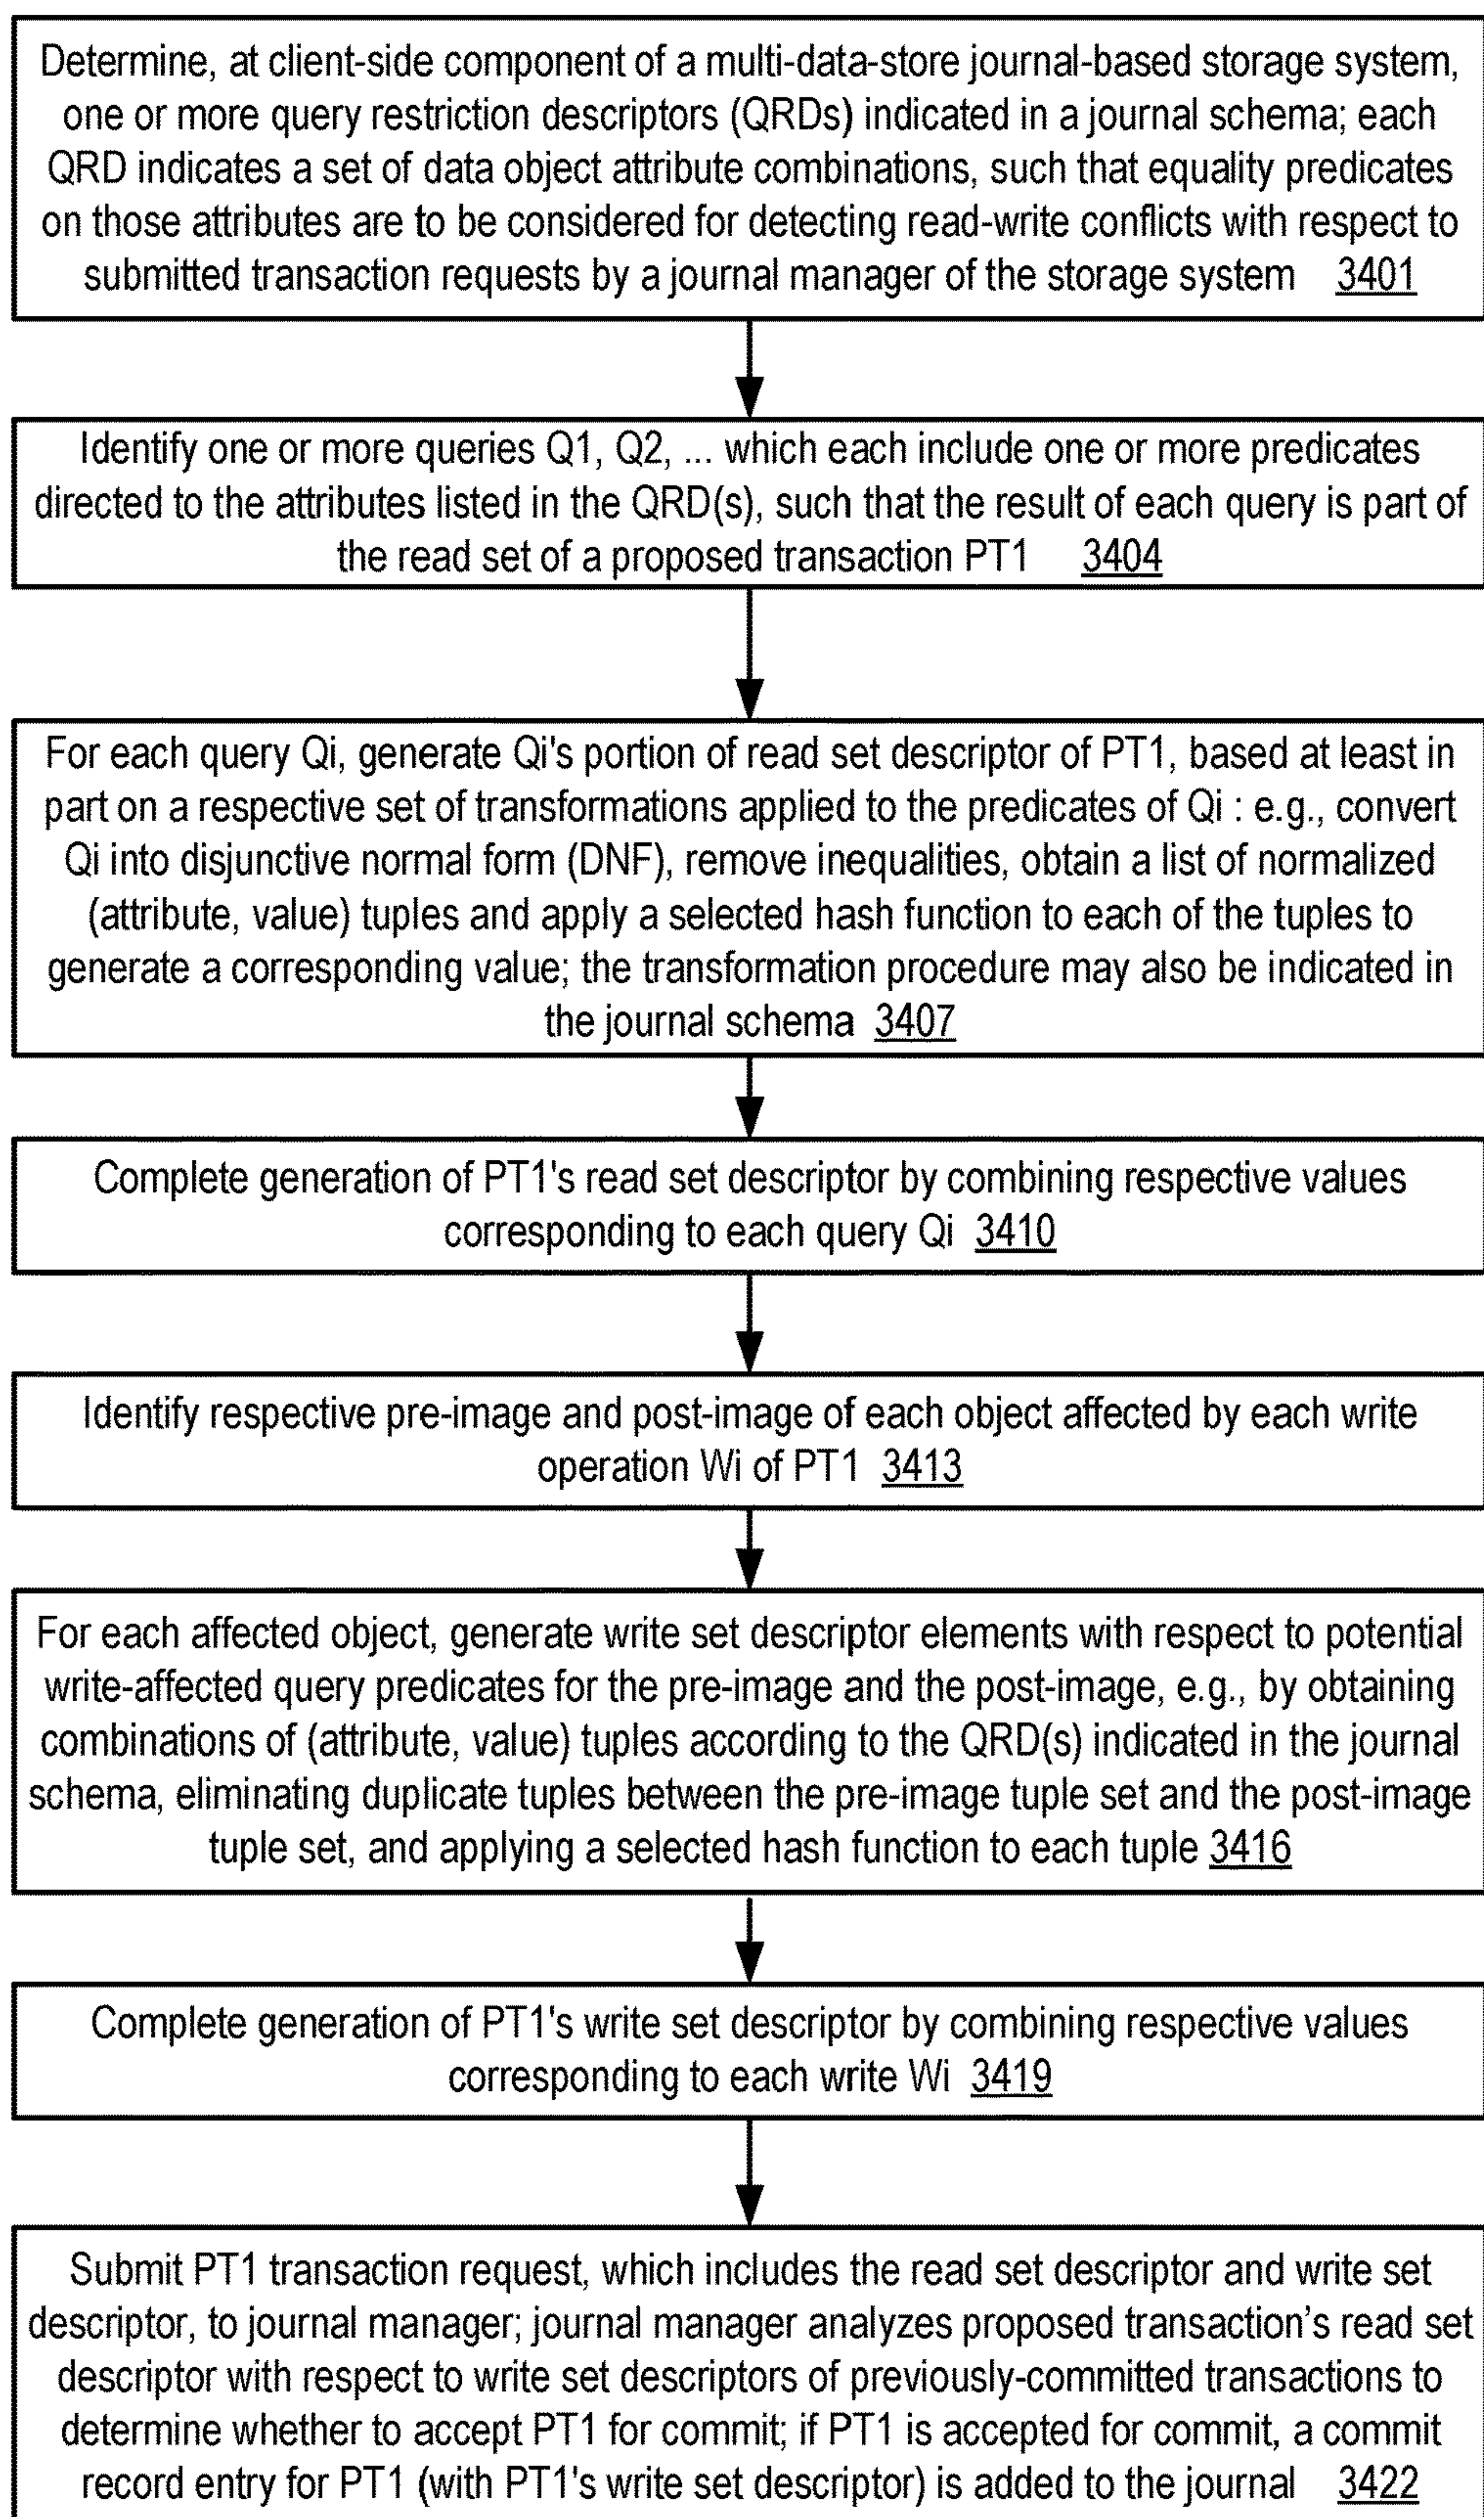 Determine, at client-side component of a multi-data-store journal-based storage system,
one or more query restriction descriptors (QRDs) indicated in a journal schema; each
QRD indicates a set of data object attribute combinations, such that equality predicates
on those attributes are to be considered for detecting read-write conflicts with respect to
submitted transaction requests by a journal manager of the storage system 3401
Identify one or more queries Q1, Q2, ... which each include one or more predicates
directed to the attributes listed in the QRD(s), such that the result of each query is part of
the read set of a proposed transaction PT1 3404
For each query Qi, generate Qi's portion of read set descriptor of PT1, based at least in
part on a respective set of transformations applied to the predicates of Qi : e.g., convert
Qi into disjunctive normal form (DNF), remove inequalities, obtain a list of normalized
(attribute, value) tuples and apply a selected hash function to each of the tuples to
generate a corresponding value; the transformation procedure may also be indicated in
the journal schema 3407
Complete generation of PT1's read set descriptor by combining respective values
corresponding to each query Qi 3410
Identify respective pre-image and post-image of each object affected by each write
operation Wi of PT1 3413
For each affected object, generate write set descriptor elements with respect to potential
write-affected query predicates for the pre-image and the post-image, e.g., by obtaining
combinations of (attribute, value) tuples according to the QRD(s) indicated in the journal
schema, eliminating duplicate tuples between the pre-image tuple set and the post-image
tuple set, and applying a selected hash function to each tuple 3416
Complete generation of PT1's write set descriptor by combining respective values
corresponding to each write Wi 3419
Submit PT1 transaction request, which includes the read set descriptor and write set
descriptor, to journal manager; journal manager analyzes proposed transaction’s read set
descriptor with respect to write set descriptors of previously-committed transactions to
determine whether to accept PT1 for commit; if PT1 is accepted for commit, a commit
record entry for PT1 (with PT1's write set descriptor) is added to the journal 3422